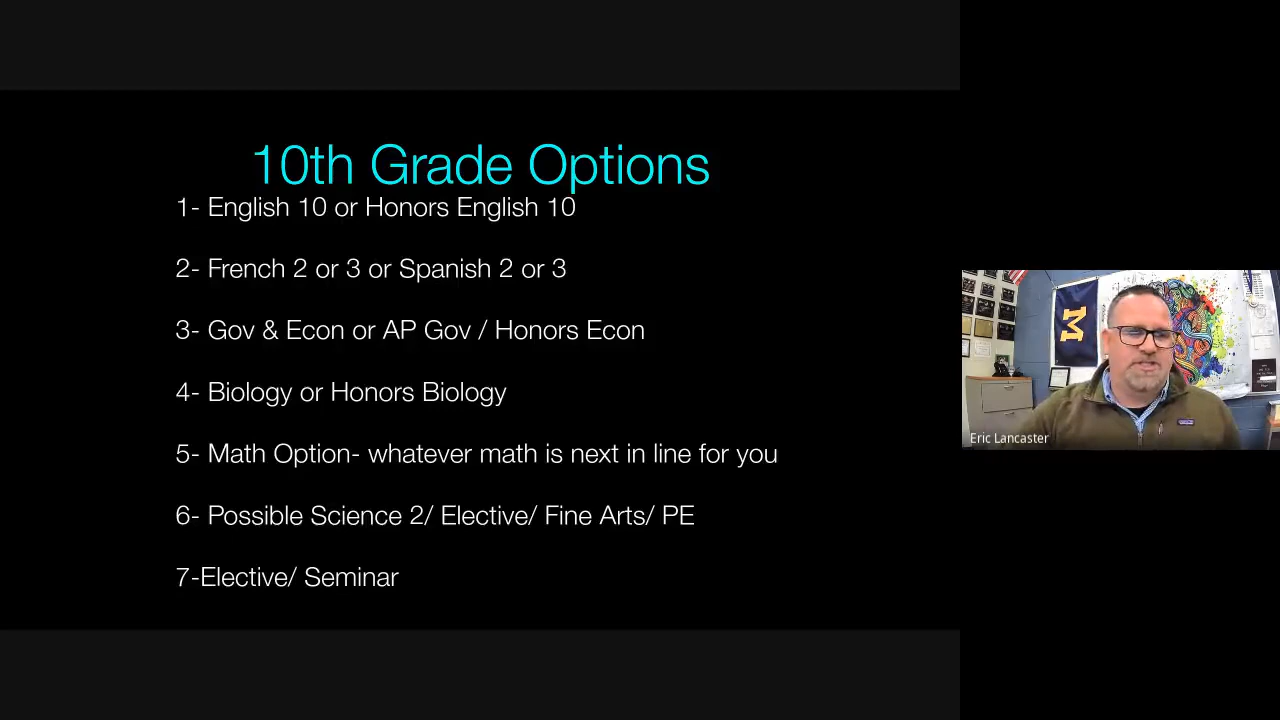 10th Grade Options
1- English 10 or Honors English 10
2- French 2 or 3 or Spanish 2 or 3
3- Gov & Econ or AP Gov / Honors Econ
4- Biology or Honors Biology
5- Math Option- whatever math is next in line for you
6- Possible Science 2/ Elective/ Fine Arts/ PE
7-Elective/ Seminar
M
Eric Lancaster